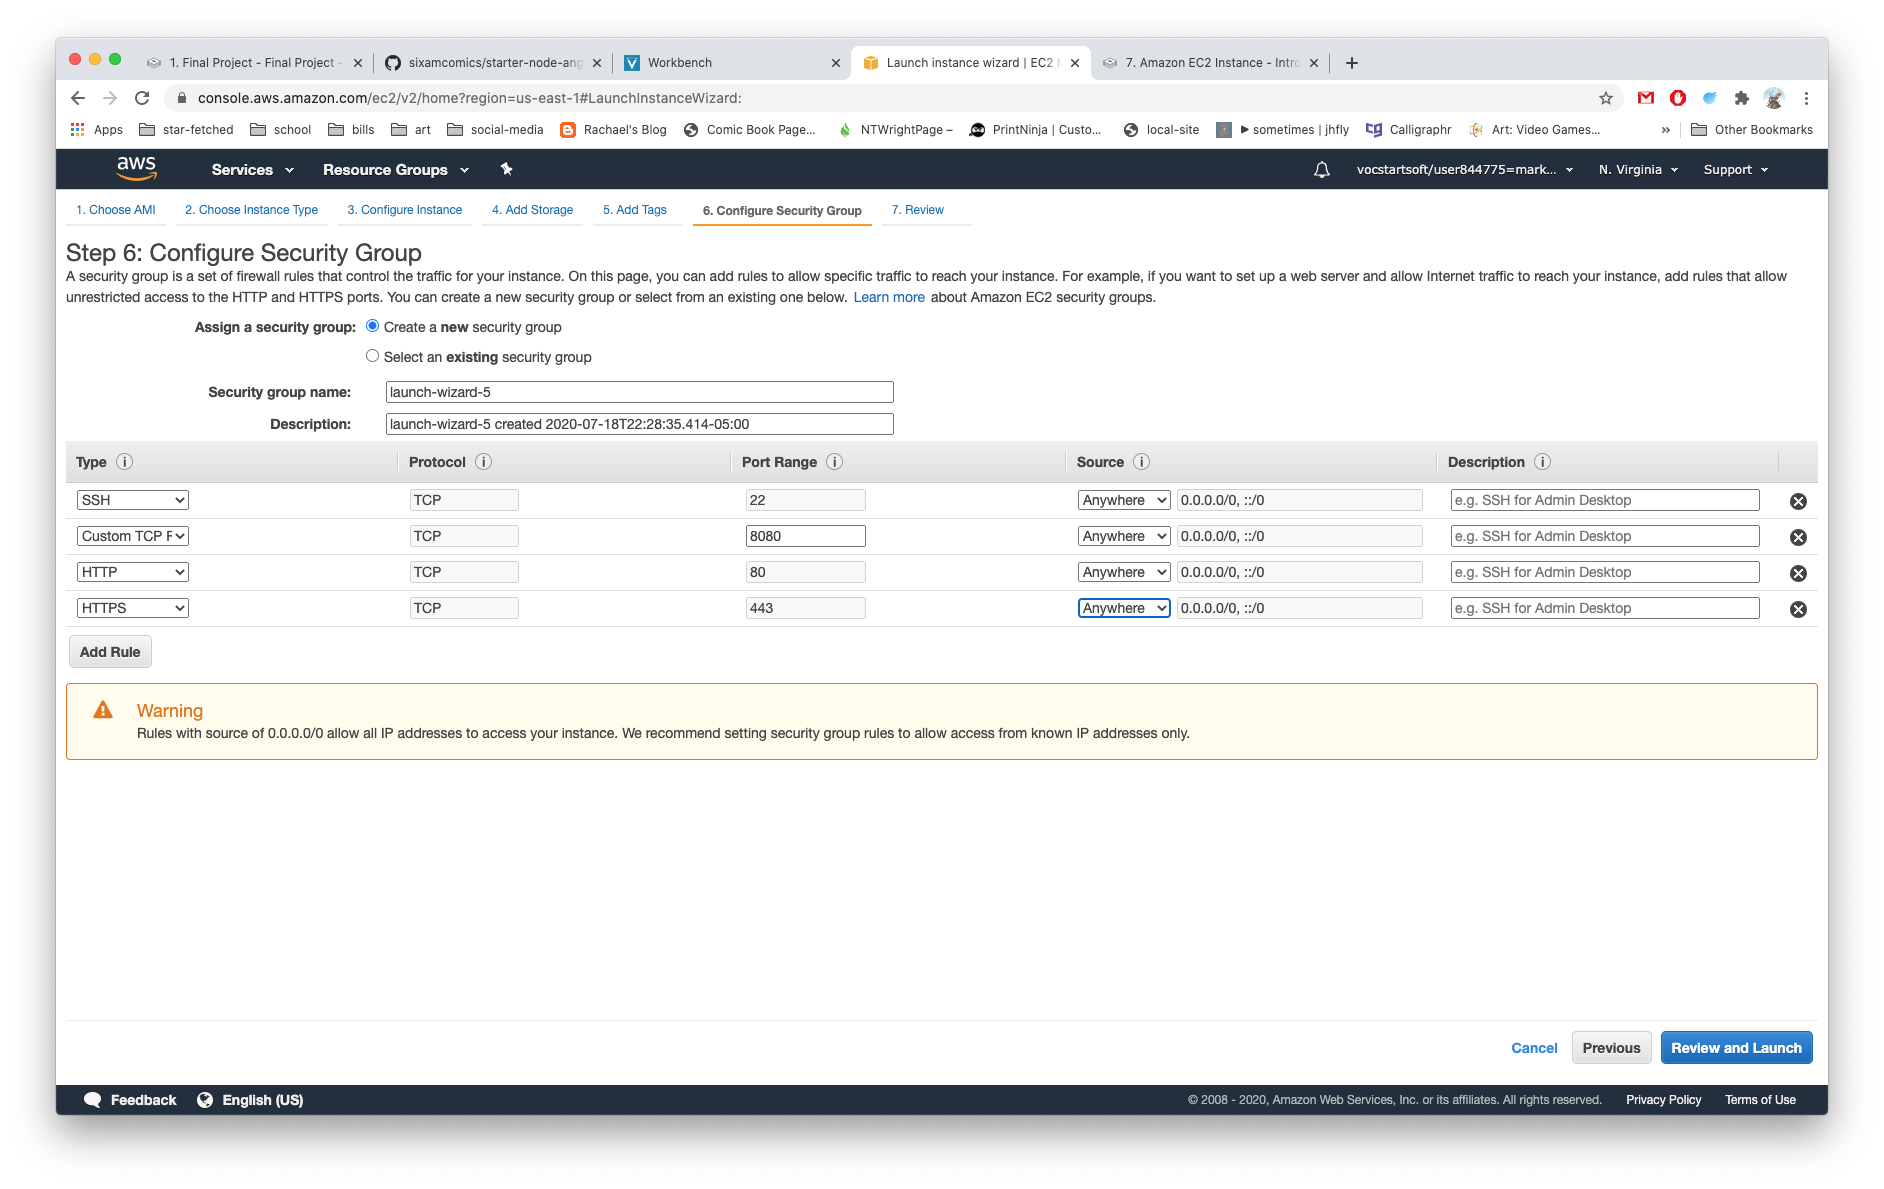 1. Final Project - Final Project -
sixamcomics/starter-node-ang
Workbench
Launch instance wizard | EC2 M
7. Amazon EC2 Instance - Intro
console.aws.amazon.com/ec2/v2/home?region=us-east-1#LaunchInstanceWizard:
Apps star-fetched school bills art social-media Rachael's Blog Comic Book Page... NTWrightPage – PrintNinja | Custo... local-site ►sometimes | jhfly Calligraphr Art: Video Games... » Other Bookmarks
aws Services Resource Groups vocstartsoft/user844775=mark... N. Virginia Support
1. Choose AMI 2. Choose Instance Type 3. Configure Instance 4. Add Storage 5. Add Tags 6. Configure Security Group 7. Review
Step 6: Configure Security Group
A security group is a set of firewall rules that control the traffic for your instance. On this page, you can add rules to allow specific traffic to reach your instance. For example, if you want to set up a web server and allow Internet traffic to reach your instance, add rules that allow
unrestricted access to the HTTP and HTTPS ports. You can create a new security group or select from an existing one below. Learn more about Amazon EC2 security groups.
Assign a security group: Create a new security group
Select an existing security group
Security group name: launch-wizard-5
Description: launch-wizard-5 created 2020-07-18T22:28:35.414-05:00
Type Protocol Port Range Source Description
SSH TCP 22 Anywhere 0.0.0.0/0, ::/0 e.g. SSH for Admin Desktop
Custom TCP F TCP 8080 Anywhere 0.0.0.0/0, ::/0 e.g. SSH for Admin Desktop
HTTP TCP 80 Anywhere 0.0.0.0/0, ::/0 e.g. SSH for Admin Desktop
HTTPS TCP 443 Anywhere 0.0.0.0/0, ::/0 e.g. SSH for Admin Desktop
Add Rule
Warning
Rules with source of 0.0.0.0/0 allow all IP addresses to access your instance. We recommend setting security group rules to allow access from known IP addresses only.
Cancel Previous Review and Launch
Feedback English (US) © 2008 - 2020, Amazon Web Services, Inc. or its affiliates. All rights reserved. Privacy Policy Terms of Use